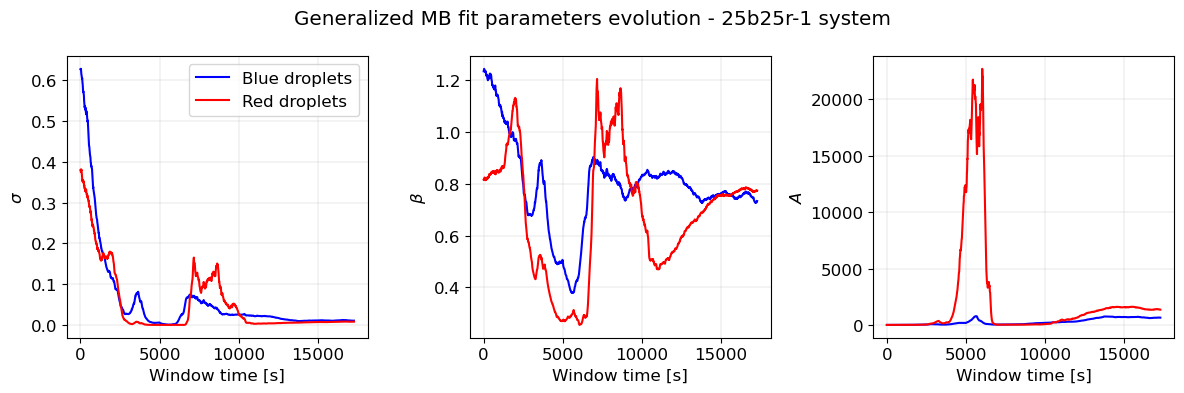 Generalized MB fit parameters evolution - 25b25r-1 system
0.6
0.5
0.4
0.3
0.2
0.1
0.0
σ
Blue droplets
Red droplets
0 5000 10000 15000
Window time [s]
1.2
1.0
0.8
0.6
0.4
β
0 5000 10000 15000
Window time [s]
20000
15000
10000
5000
0
A
0 5000 10000 15000
Window time [s]